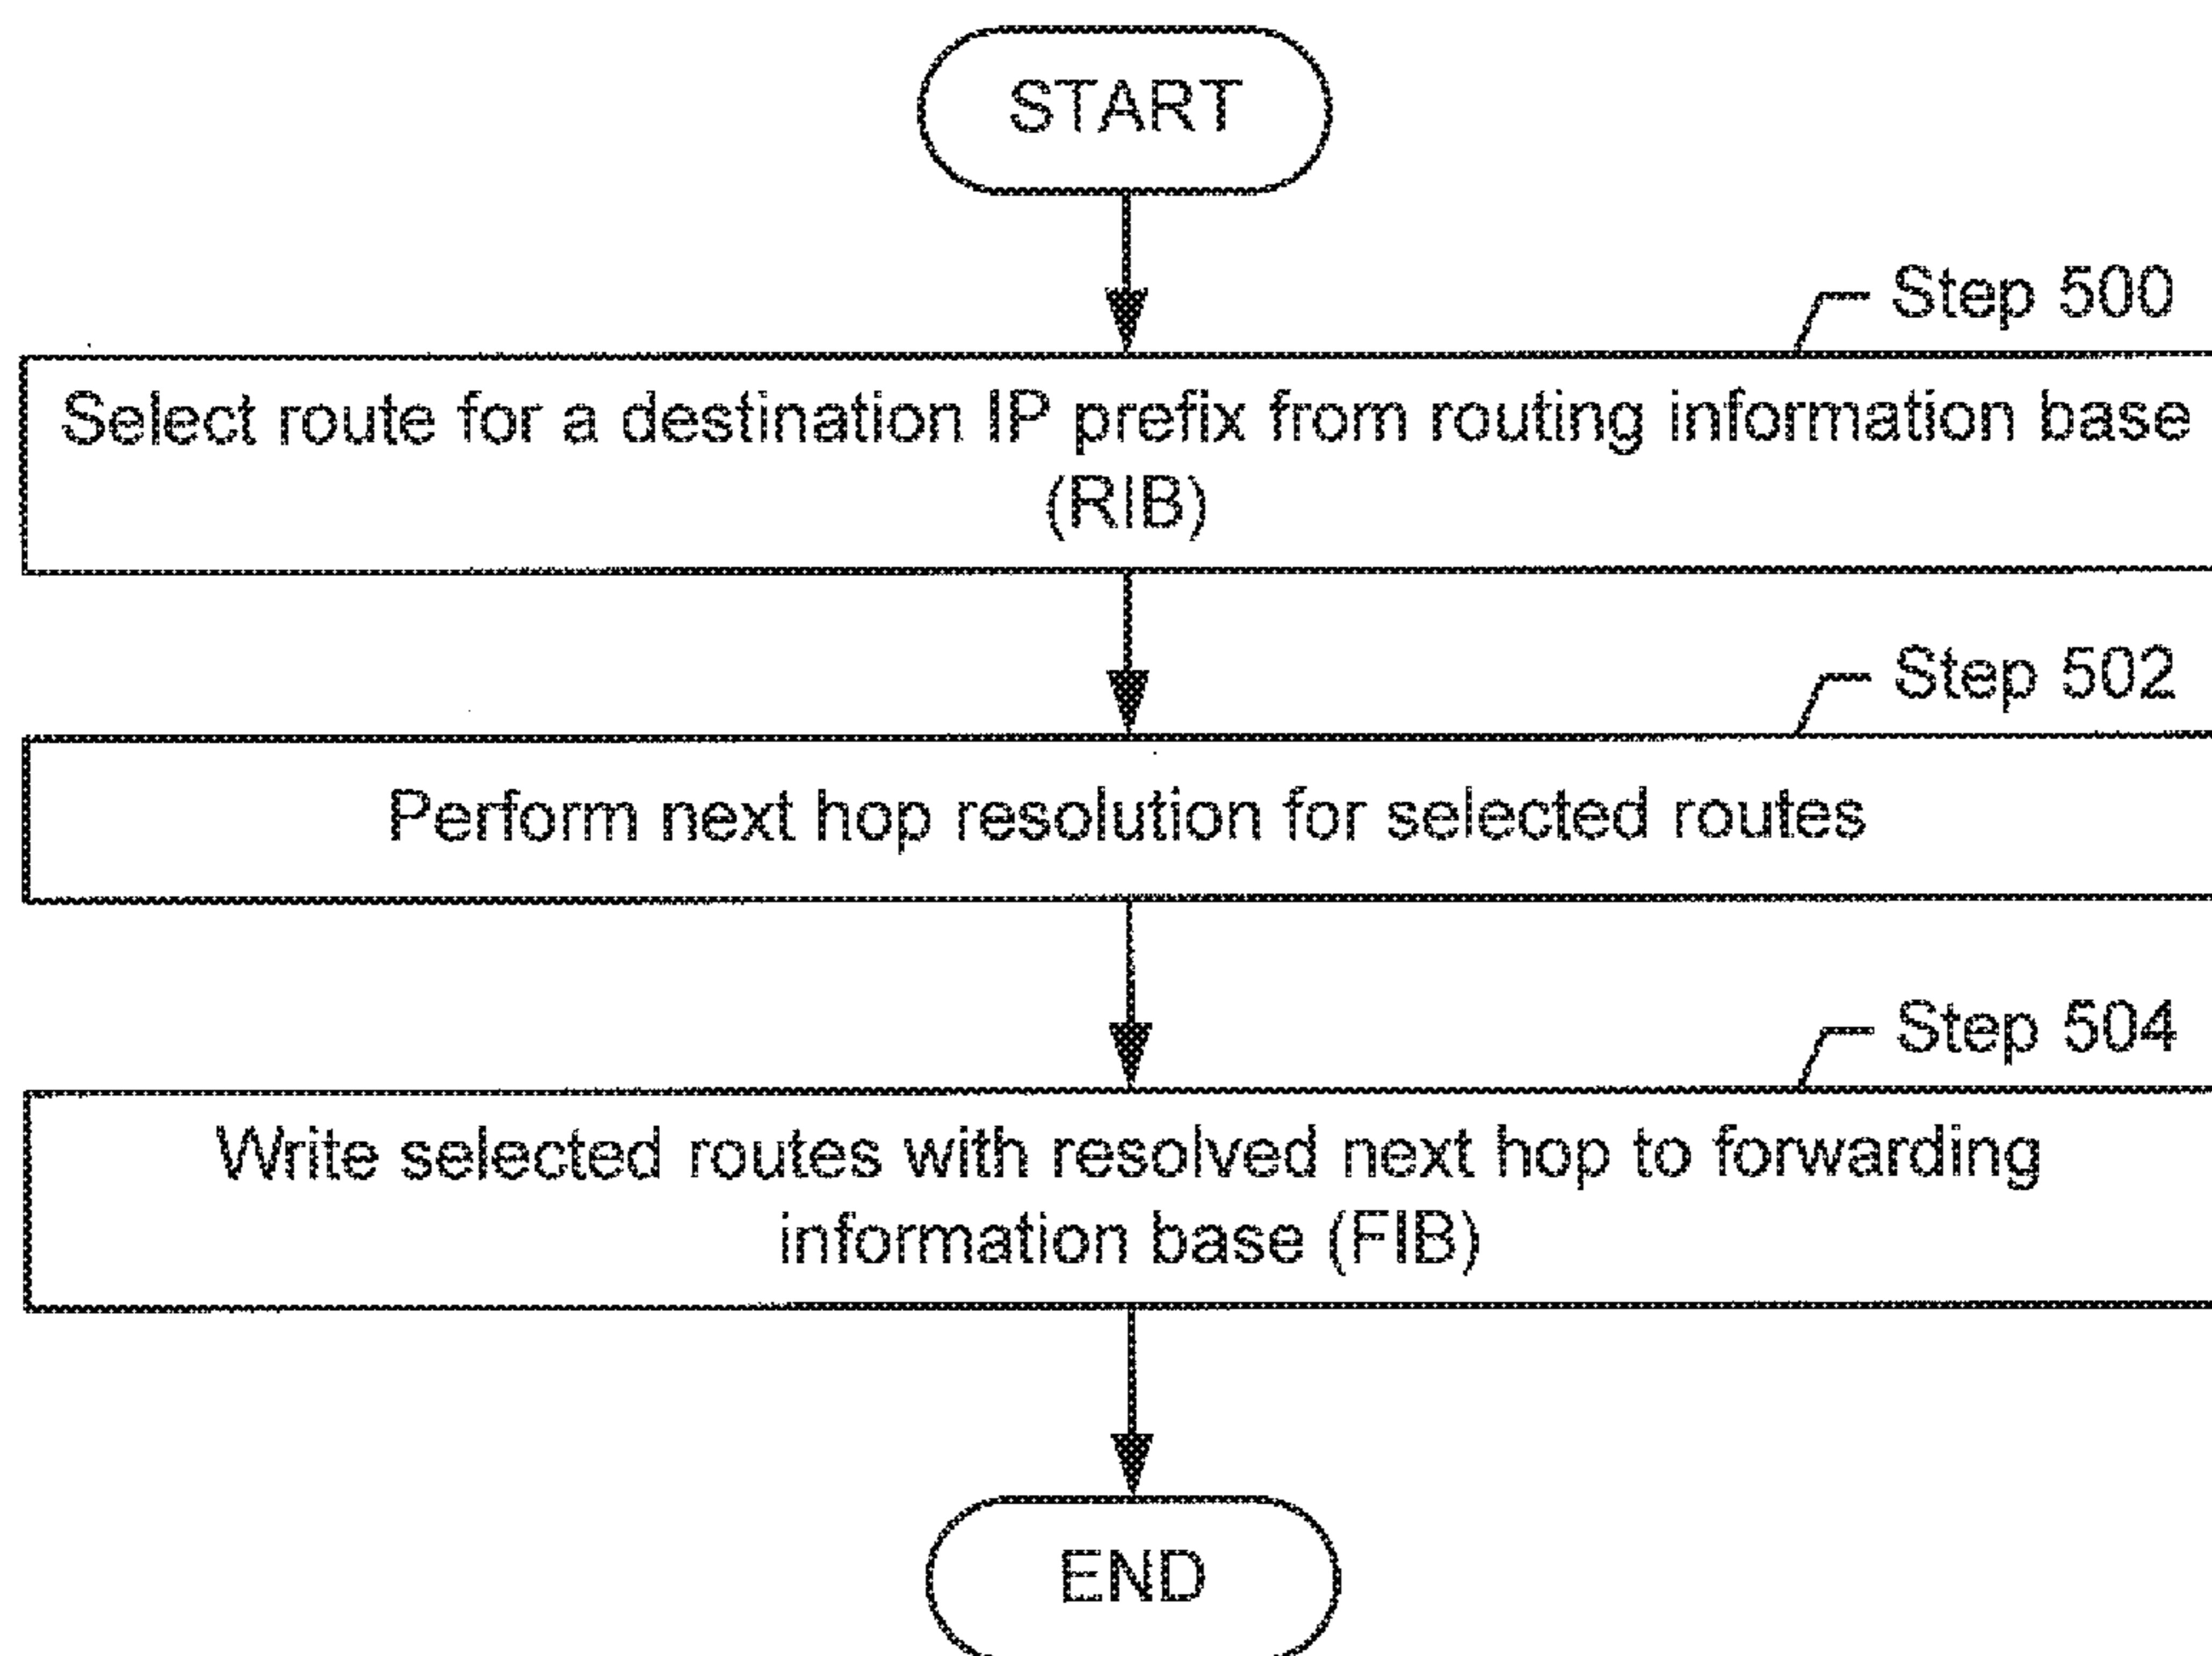 START
Step 500
Select route for a destination IP prefix from routing information base
(RIB)
Step 502
Perform next hop resolution for selected routes
Step 504
Write selected routes with resolved next hop to forwarding
information base (FIB)
END